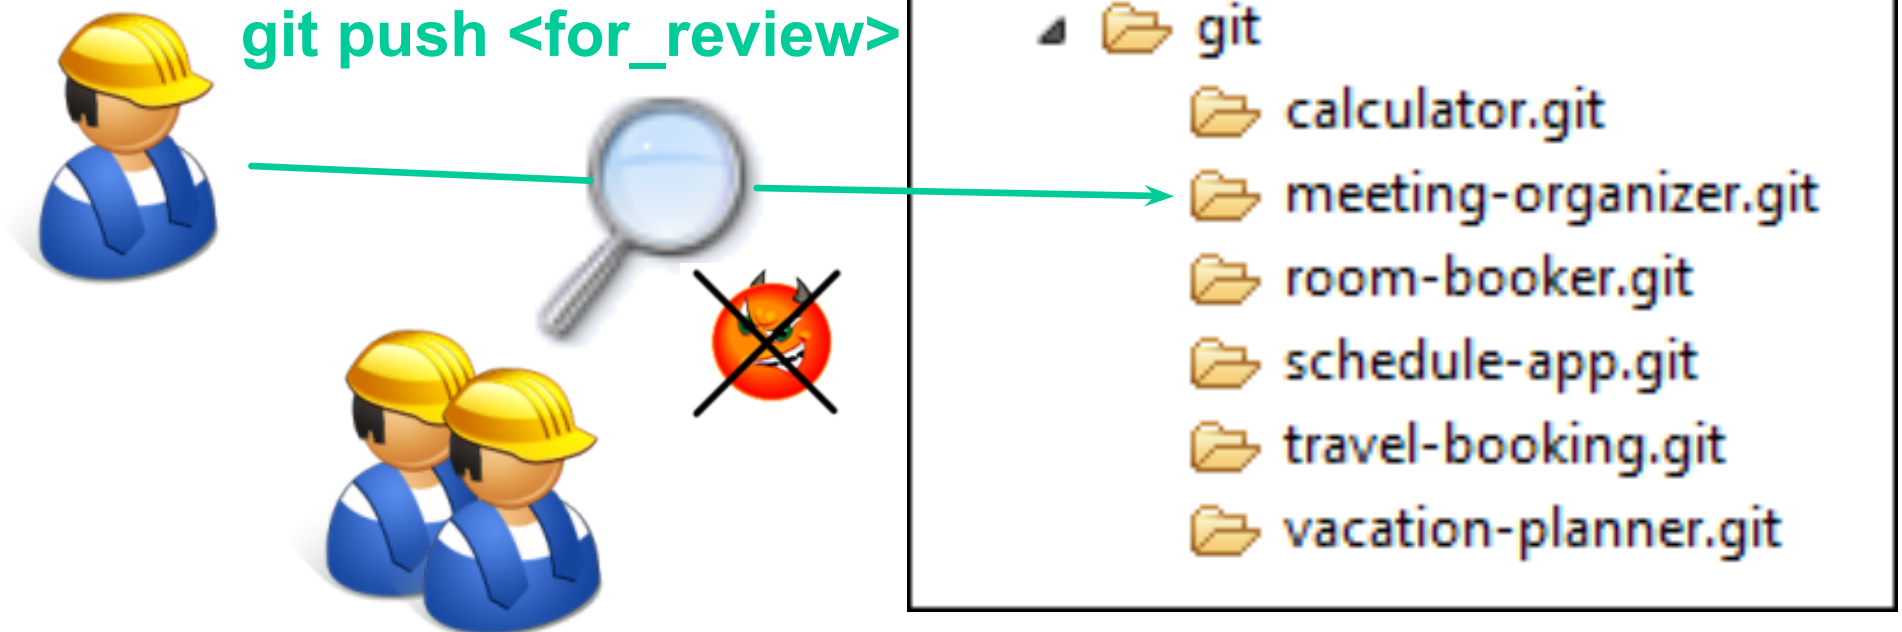 git push <for_review>
git
calculator.git
meeting-organizer.git
room-booker.git
schedule-app.git
travel-booking.git
vacation-planner.git